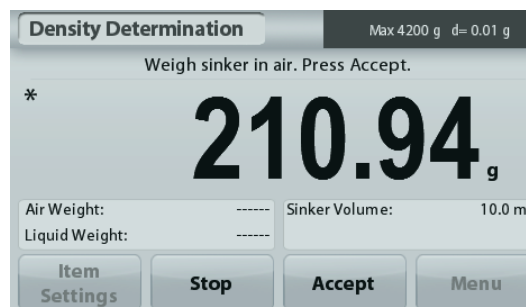 Density Determination
Max 4200 g d= 0.01 g
Weigh sinker in air. Press Accept.
*
210.94 g
Air Weight: ------
Sinker Volume: 10.0 m
Liquid Weight: ------
Item Settings
Stop
Accept
Menu